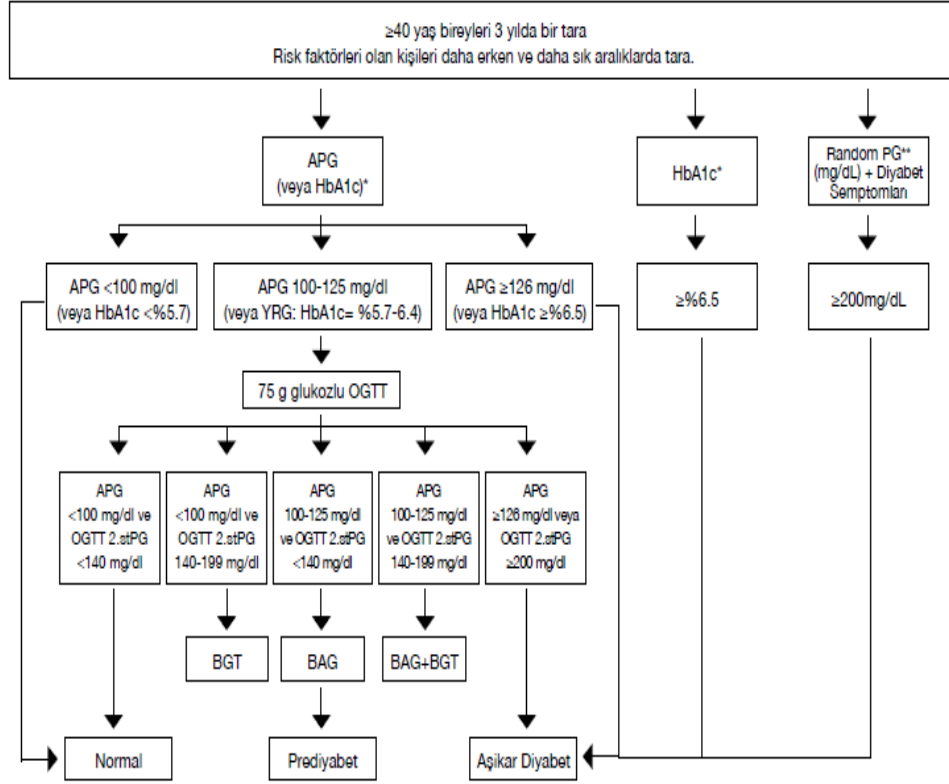 ≥40 yaş bireyleri 3 yılda bir tara
Risk faktörleri olan kişileri daha erken ve daha sık aralıklarda tara.
APG
(veya HbA1c)*
HbA1c*
Random PG**
(mg/dL) + Diyabet
Semptomları
APG <100 mg/dl
(veya HbA1c <%5.7)
APG 100-125 mg/dl
(veya YRG: HbA1c= %5.7-6.4)
APG ≥126 mg/dl
(veya HbA1c ≥%6.5)
≥%6.5
≥200mg/dL
75 g glukozlu OGTT
APG
<100 mg/dl ve
OGTT 2.stPG
<140 mg/dl
APG
<100 mg/dl ve
OGTT 2.stPG
140-199 mg/dl
APG
100-125 mg/dl
ve OGTT 2.stPG
<140 mg/dl
APG
100-125 mg/dl
ve OGTT 2.stPG
140-199 mg/dl
APG
≥126 mg/dl veya
OGTT 2.stPG
≥200 mg/dl
BGT
BAG
BAG+BGT
Normal
Prediyabet
Aşikar Diyabet